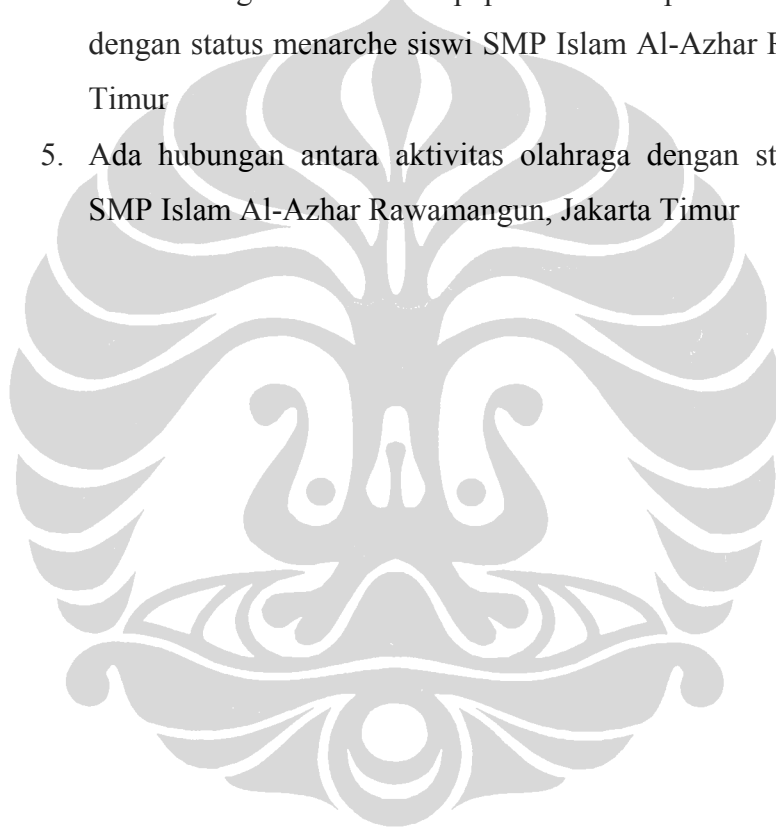 dengan status menarche siswi SMP Islam Al-Azhar
Timur
5. Ada hubungan antara aktivitas olahraga dengan
SMP Islam Al-Azhar Rawamangun, Jakarta Timur